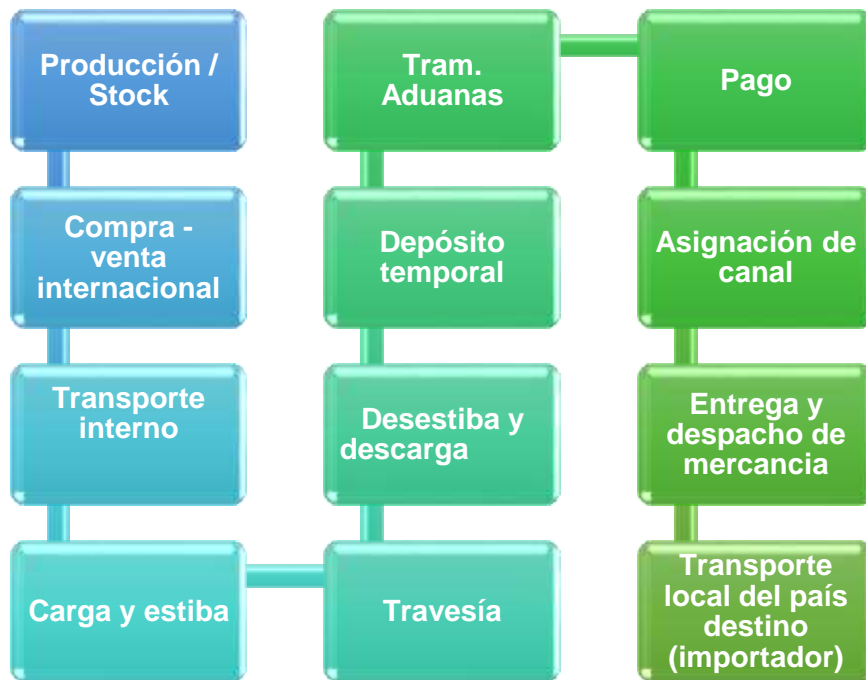 Producción /
Stock
Compra -
venta
internacional
Transporte
interno
Carga y estiba
Travesía
Desestiba y
descarga
Depósito
temporal
Tram.
Aduanas
Pago
Asignación de
canal
Entrega y
despacho de
mercancia
Transporte
local del país
destino
(importador)